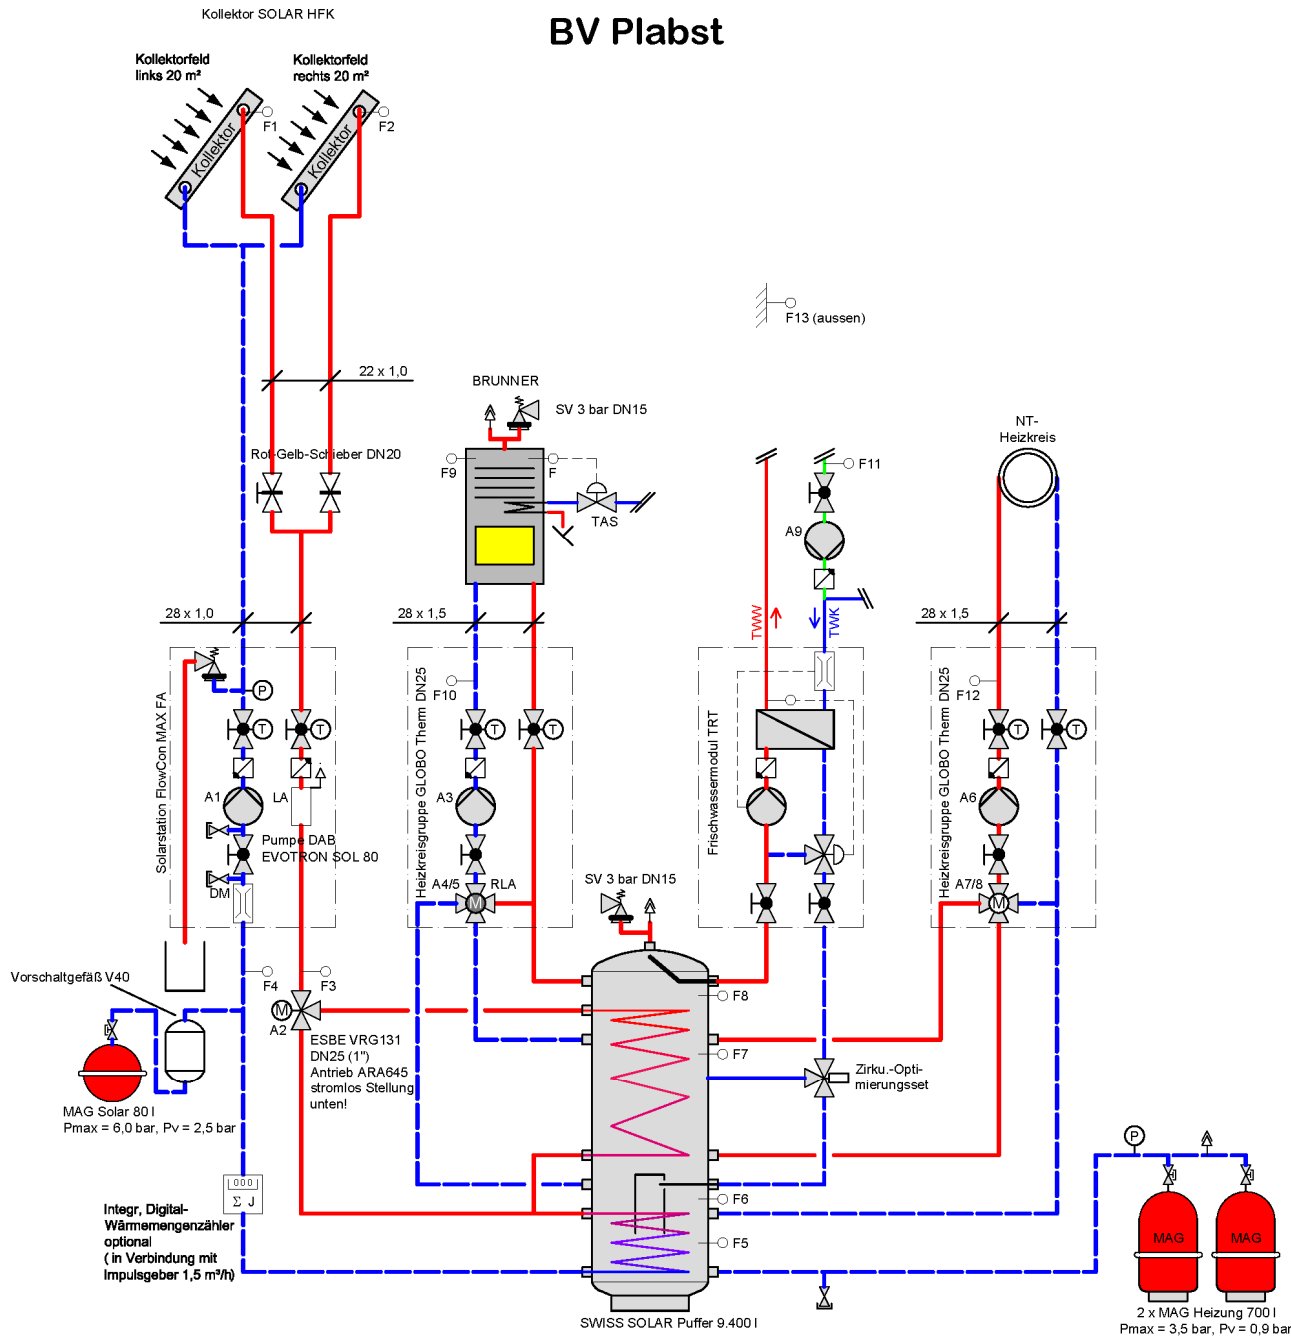 Kollektor SOLAR HFK
BV Plabst
Kollektorfeld
links 20 m²
Kollektorfeld
rechts 20 m²
F1
F2
Kollektor
Kollektor
F13 (aussen)
22 x 1,0
BRUNNER
SV 3 bar DN15
NT-
Heizkreis
Rot-Gelb-Schieber DN20
F9
F
F11
TAS
A9
28 x 1,0
28 x 1,5
TWW
TWK
28 x 1,5
Solarstation FlowCon MAX FA
P
F10
Heizkreisgruppe GLOBO Therm DN25
Frischwassermodul TRT
F12
Heizkreisgruppe GLOBO Therm DN25
T
T
T
T
T
T
A1
LA
A3
A6
Pumpe DAB
EVOTRON SOL 80
DM
A4/5
RLA
M
SV 3 bar DN15
A7/8
M
Vorschaltgefäß V40
F4
F3
F8
M
A2
ESBE VRG131
DN25 (1")
Antrieb ARA645
stromlos Stellung
unten!
F7
Zirku.-Opti-
mierungsset
MAG Solar 80 l
Pmax = 6,0 bar, Pv = 2,5 bar
P
000
Σ J
F6
Integr, Digital-
Wärmemengenzähler
optional
( in Verbindung mit
Impulsgeber 1,5 m³/h)
F5
MAG
MAG
SWISS SOLAR Puffer 9.400 l
2 x MAG Heizung 700 l
Pmax = 3,5 bar, Pv = 0,9 bar